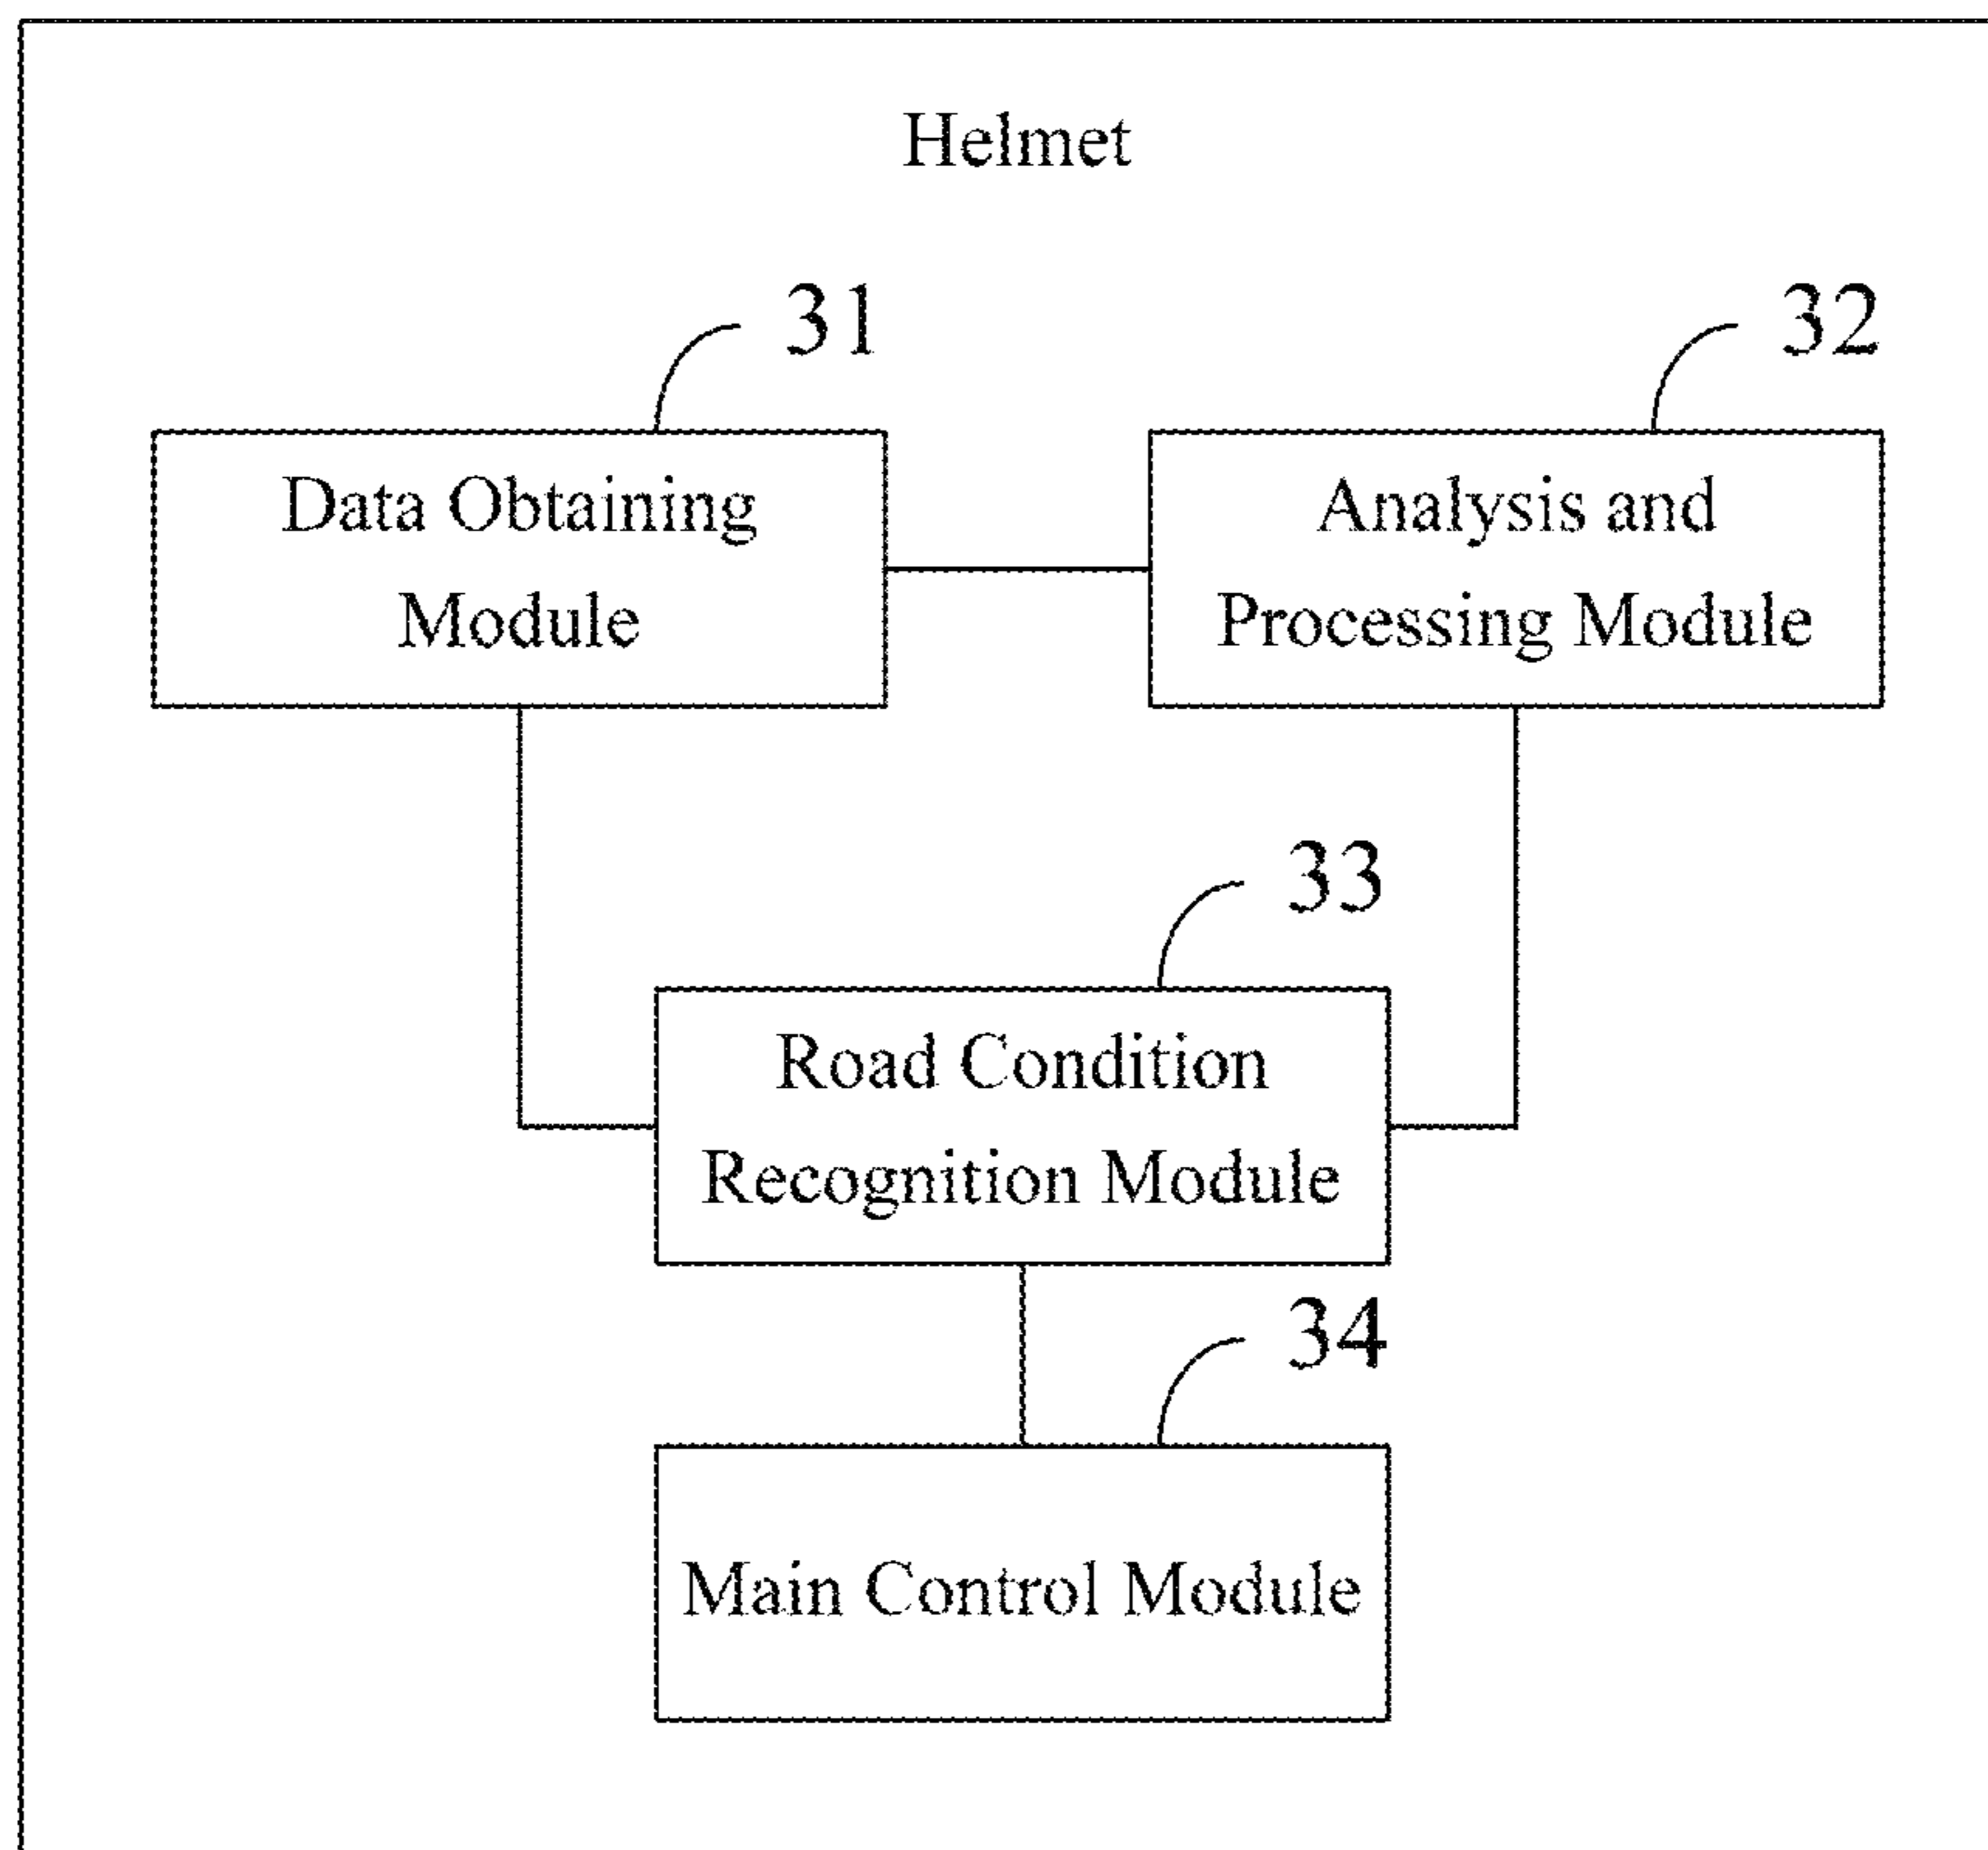 Helmet
31
32
Data Obtaining
Module
Analysis and
Processing Module
33
Road Condition
Recognition Module
34
Main Control Module